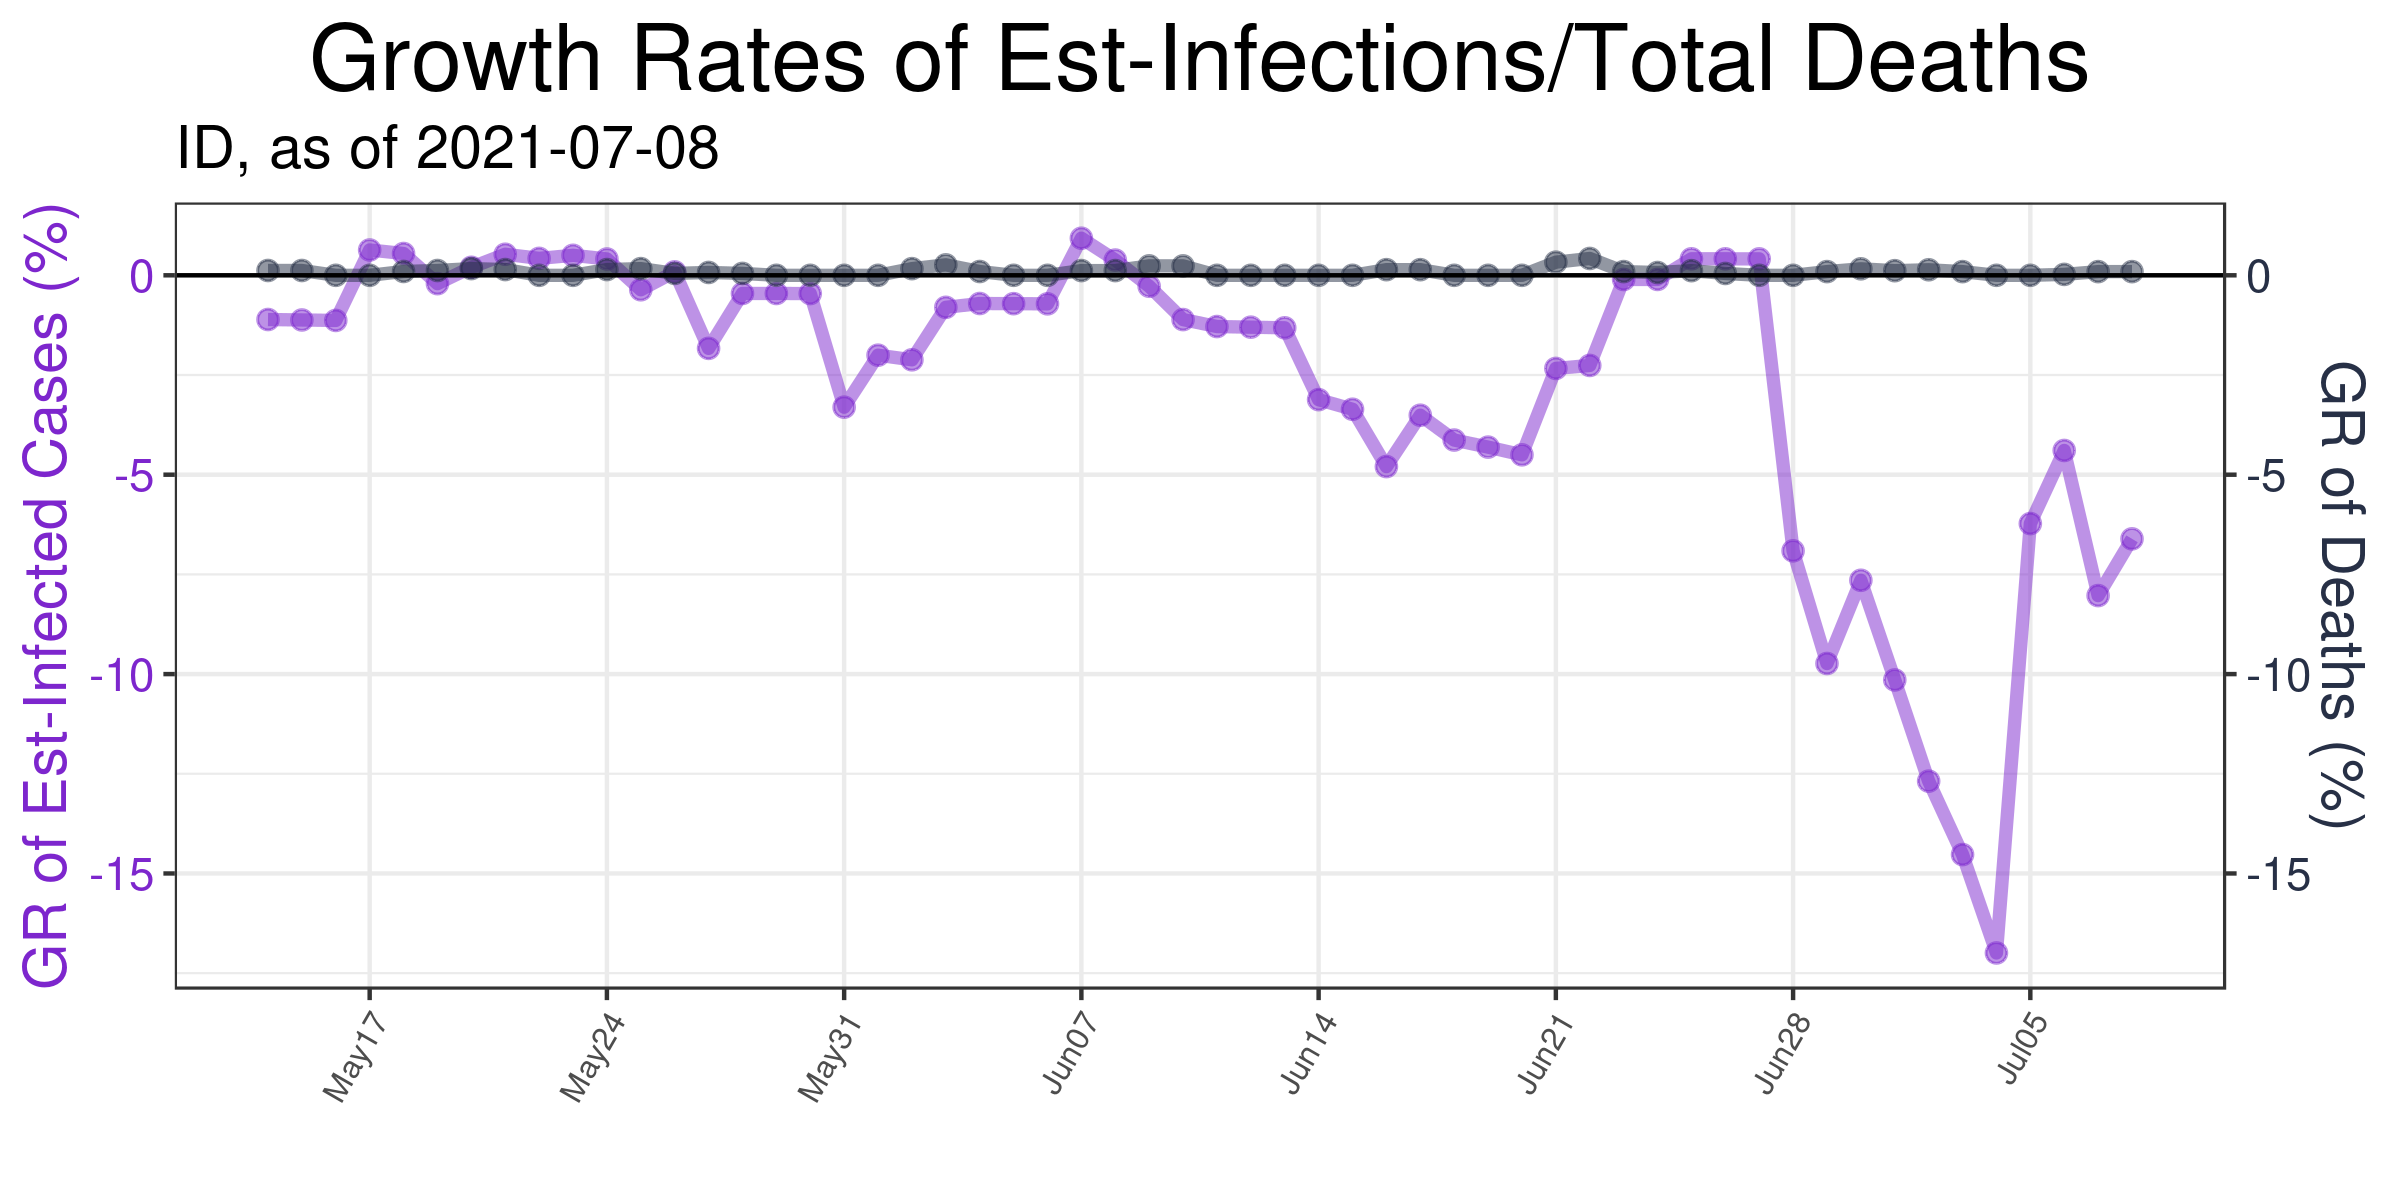 Growth Rates of Est-Infections/Total Deaths
ID, as of 2021-07-08
GR of Est-Infected Cases (%)
0
-5
-10
-15
0
-5
-10
-15
GR of Deaths (%)
May17
May24
May31
Jun07
Jun14
Jun21
Jun28
Jul05